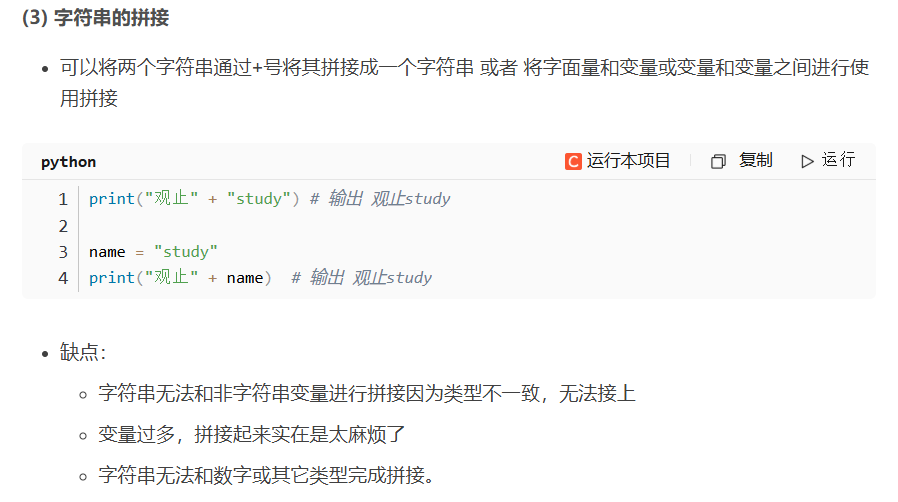 (3) 字符串的拼接
可以将两个字符串通过+号将其拼接成一个字符串 或者 将字面量和变量或变量和变量之间进行使
用拼接
python 运行本项目 复制 运行
1 print("观止" + "study") # 输出 观止study
2
3 name = "study"
4 print("观止" + name)  # 输出 观止study
缺点：
字符串无法和非字符串变量进行拼接因为类型不一致，无法接上
变量过多，拼接起来实在是太麻烦了
字符串无法和数字或其它类型完成拼接。